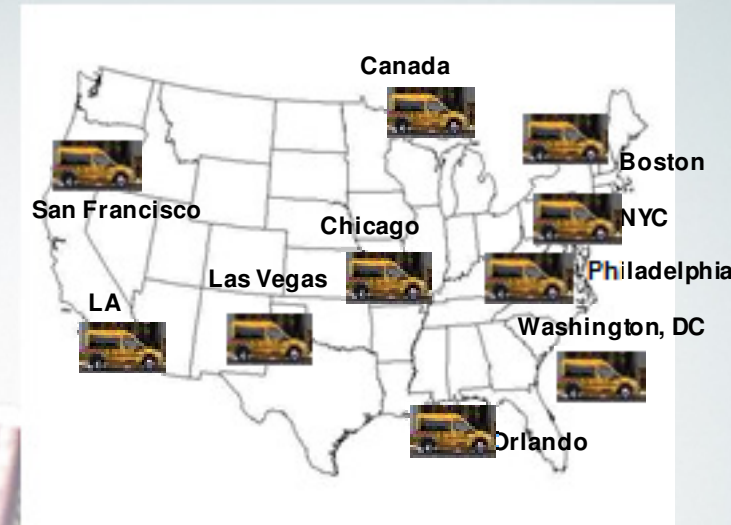 Canada
Boston
San Francisco
NYC
Chicago
Philadelphia
Las Vegas
LA
Washington, DC
Orlando